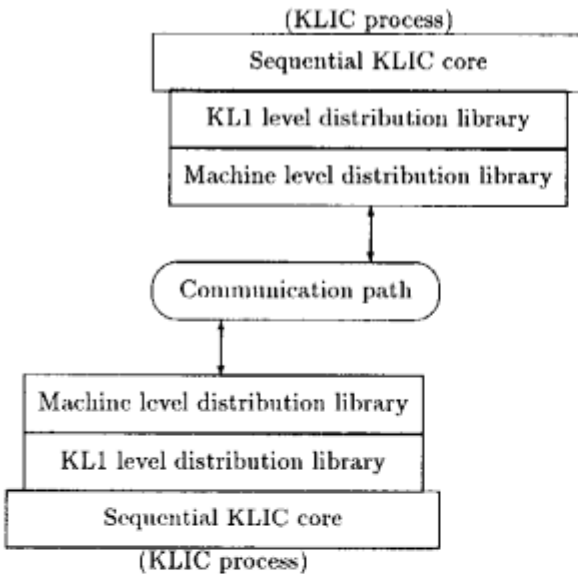 (KLIC process)
Sequential KLIC core
KL1 level distribution library
Machine level distribution library
Communication path
Machine level distribution library
KL1 level distribution library
Sequential KLIC core
(KLIC process)